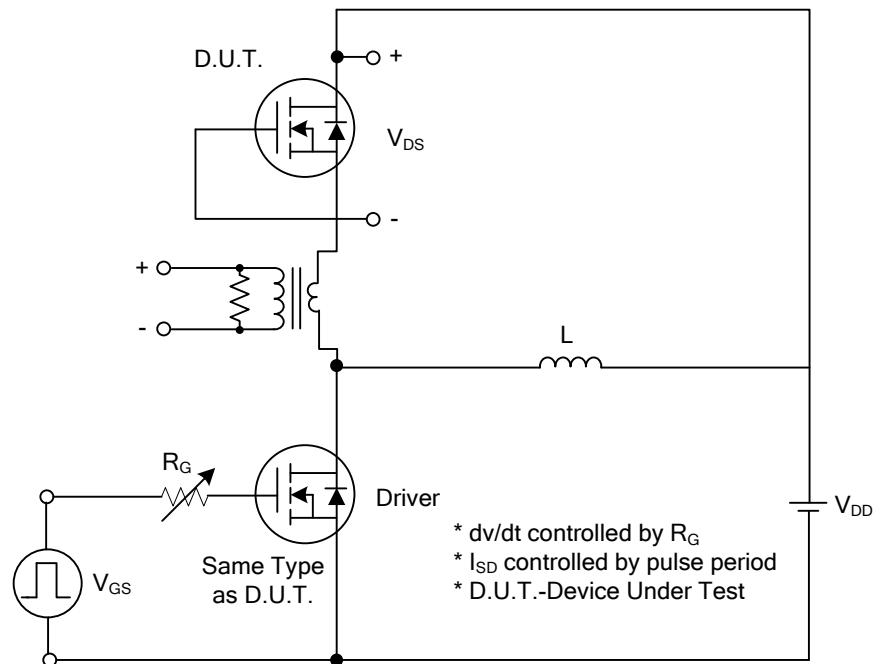 D.U.T.
+
V_DS
-
+
-
L
R_G
Driver
V_DD
V_GS
Same Type
as D.U.T.
* dv/dt controlled by R_G
* I_SD controlled by pulse period
* D.U.T.-Device Under Test